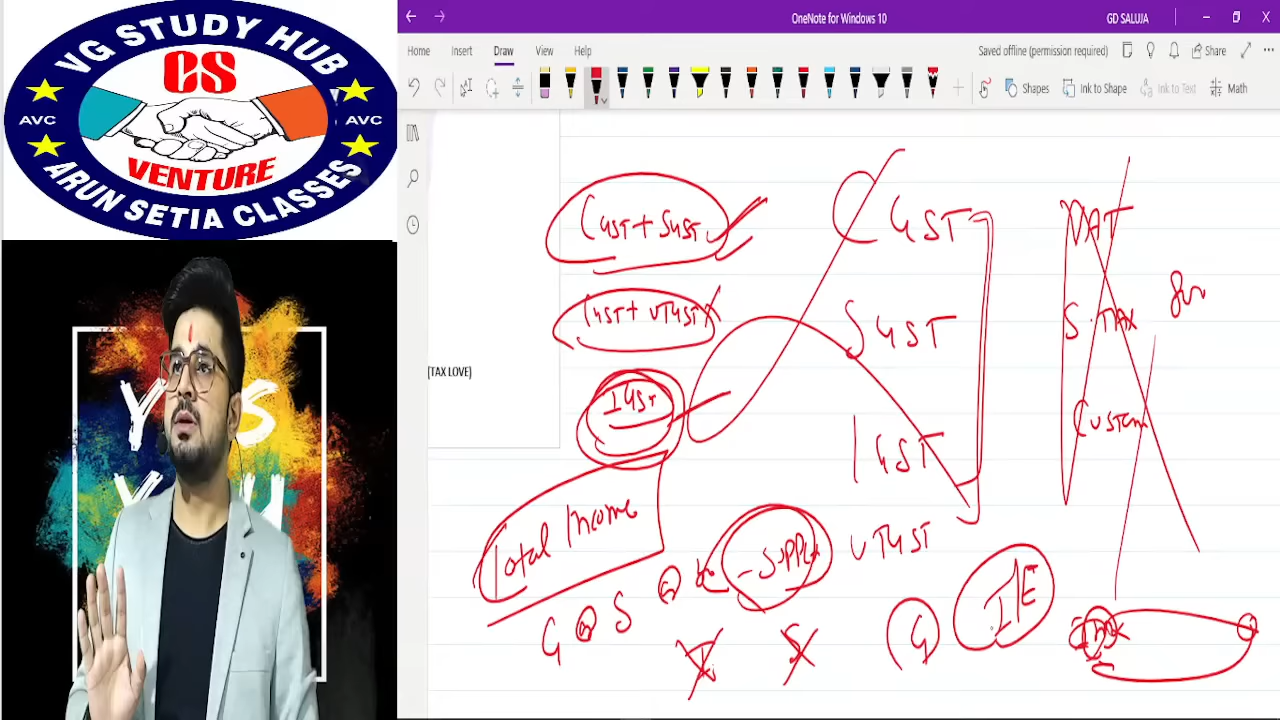 VG STUDY HUB
CS
AVC
AVC
VENTURE
ARUN SETIA CLASSES
OneNote for Windows 10
GD SALUJA
Home Insert Draw View Help
Saved offline (permission required)
Share
Shapes
Ink to Shapes
Ink to Text
Math
(TAX LOVE)
CGST + SGST
CGST + UTGST
IGST
Total Income
G or S
CGST
SGST
IGST
UTGST
Supply
G
I/E
VAT
S. TAX
Custom